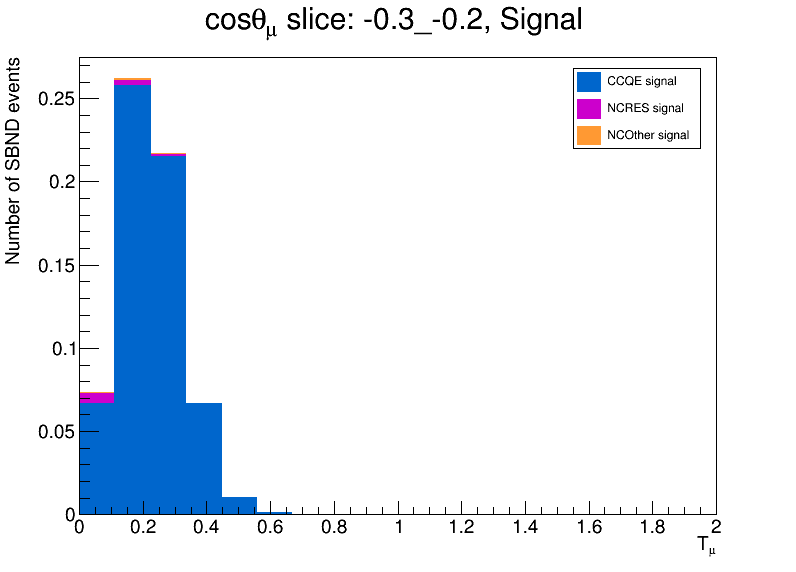 cosθμ slice: -0.3_-0.2, Signal
Number of SBND events
CCQE signal
NCRES signal
NCOther signal
0.25
0.2
0.15
0.1
0.05
0
0 0.2 0.4 0.6 0.8 1 1.2 1.4 1.6 1.8 2
Tμ